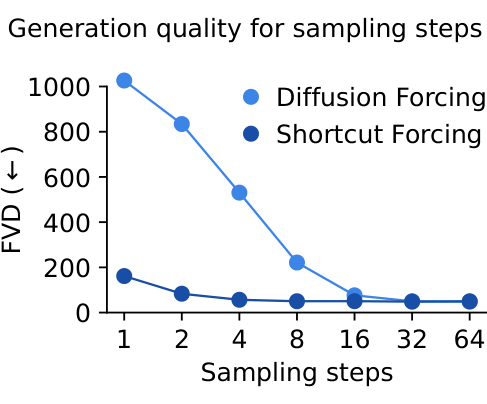 Generation quality for sampling steps
1000
800
600
400
200
0
FVD (←)
Diffusion Forcing
Shortcut Forcing
1 2 4 8 16 32 64
Sampling steps